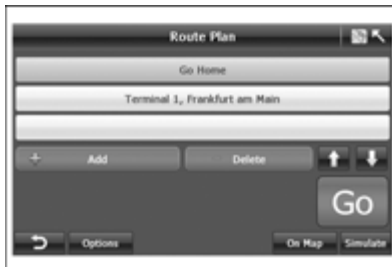 Route Plan
Go Home
Terminal 1, Frankfurt am Main
Add Delete
Go
Options On Map Simulate